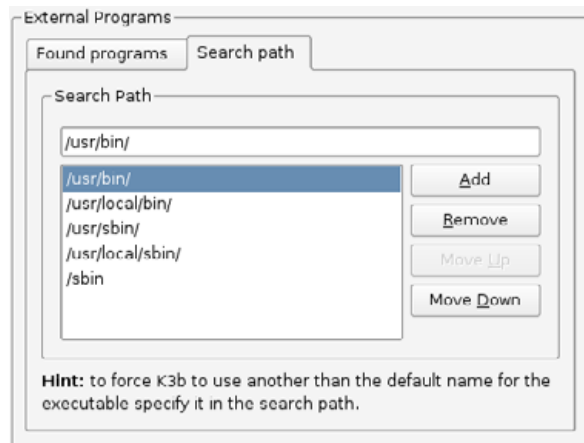 External Programs
Found programs
Search path
Search Path
/usr/bin/
/usr/bin/
Add
/usr/local/bin/
/usr/sbin/
Remove
/usr/local/sbin/
Move Up
/sbin
Move Down
Hint: to force K3b to use another than the default name for the
executable specify it in the search path.